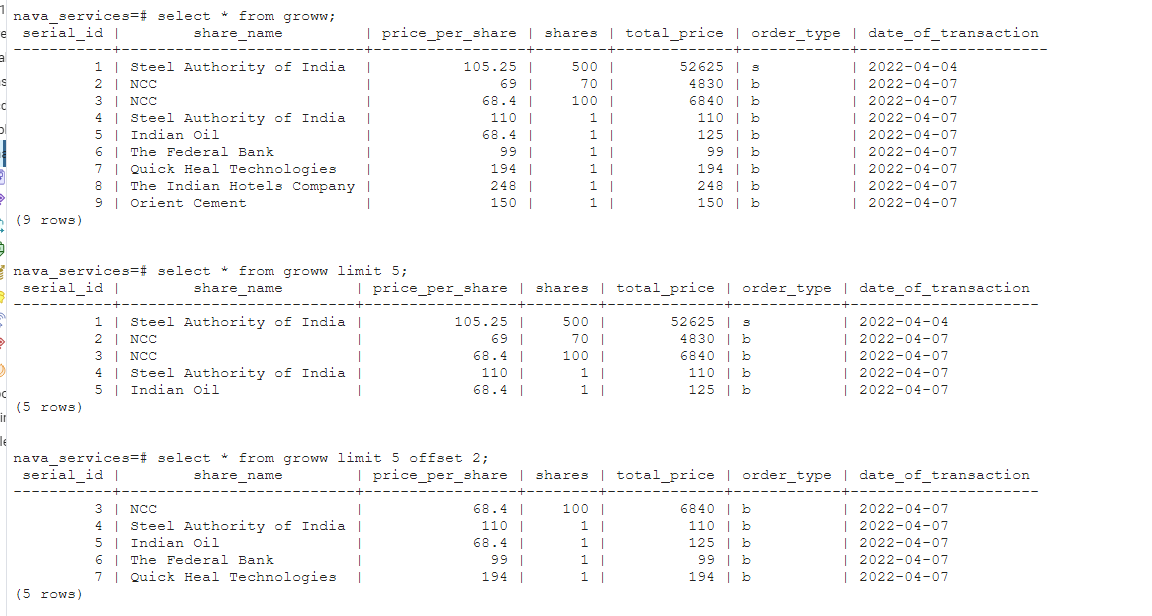 nava_services=# select * from groww;
serial_id | share_name | price_per_share | shares | total_price | order_type | date_of_transaction
-----------+---------------------------+-----------------+--------+-------------+------------+---------------------
1 | Steel Authority of India | 105.25 | 500 | 52625 | s | 2022-04-04
2 | NCC | 69 | 70 | 4830 | b | 2022-04-07
3 | NCC | 68.4 | 100 | 6840 | b | 2022-04-07
4 | Steel Authority of India | 110 | 1 | 110 | b | 2022-04-07
5 | Indian Oil | 68.4 | 1 | 125 | b | 2022-04-07
6 | The Federal Bank | 99 | 1 | 99 | b | 2022-04-07
7 | Quick Heal Technologies | 194 | 1 | 194 | b | 2022-04-07
8 | The Indian Hotels Company | 248 | 1 | 248 | b | 2022-04-07
9 | Orient Cement | 150 | 1 | 150 | b | 2022-04-07
(9 rows)
nava_services=# select * from groww limit 5;
serial_id | share_name | price_per_share | shares | total_price | order_type | date_of_transaction
-----------+--------------------------+-----------------+--------+-------------+------------+---------------------
1 | Steel Authority of India | 105.25 | 500 | 52625 | s | 2022-04-04
2 | NCC | 69 | 70 | 4830 | b | 2022-04-07
3 | NCC | 68.4 | 100 | 6840 | b | 2022-04-07
4 | Steel Authority of India | 110 | 1 | 110 | b | 2022-04-07
5 | Indian Oil | 68.4 | 1 | 125 | b | 2022-04-07
(5 rows)
nava_services=# select * from groww limit 5 offset 2;
serial_id | share_name | price_per_share | shares | total_price | order_type | date_of_transaction
-----------+--------------------------+-----------------+--------+-------------+------------+---------------------
3 | NCC | 68.4 | 100 | 6840 | b | 2022-04-07
4 | Steel Authority of India | 110 | 1 | 110 | b | 2022-04-07
5 | Indian Oil | 68.4 | 1 | 125 | b | 2022-04-07
6 | The Federal Bank | 99 | 1 | 99 | b | 2022-04-07
7 | Quick Heal Technologies | 194 | 1 | 194 | b | 2022-04-07
(5 rows)